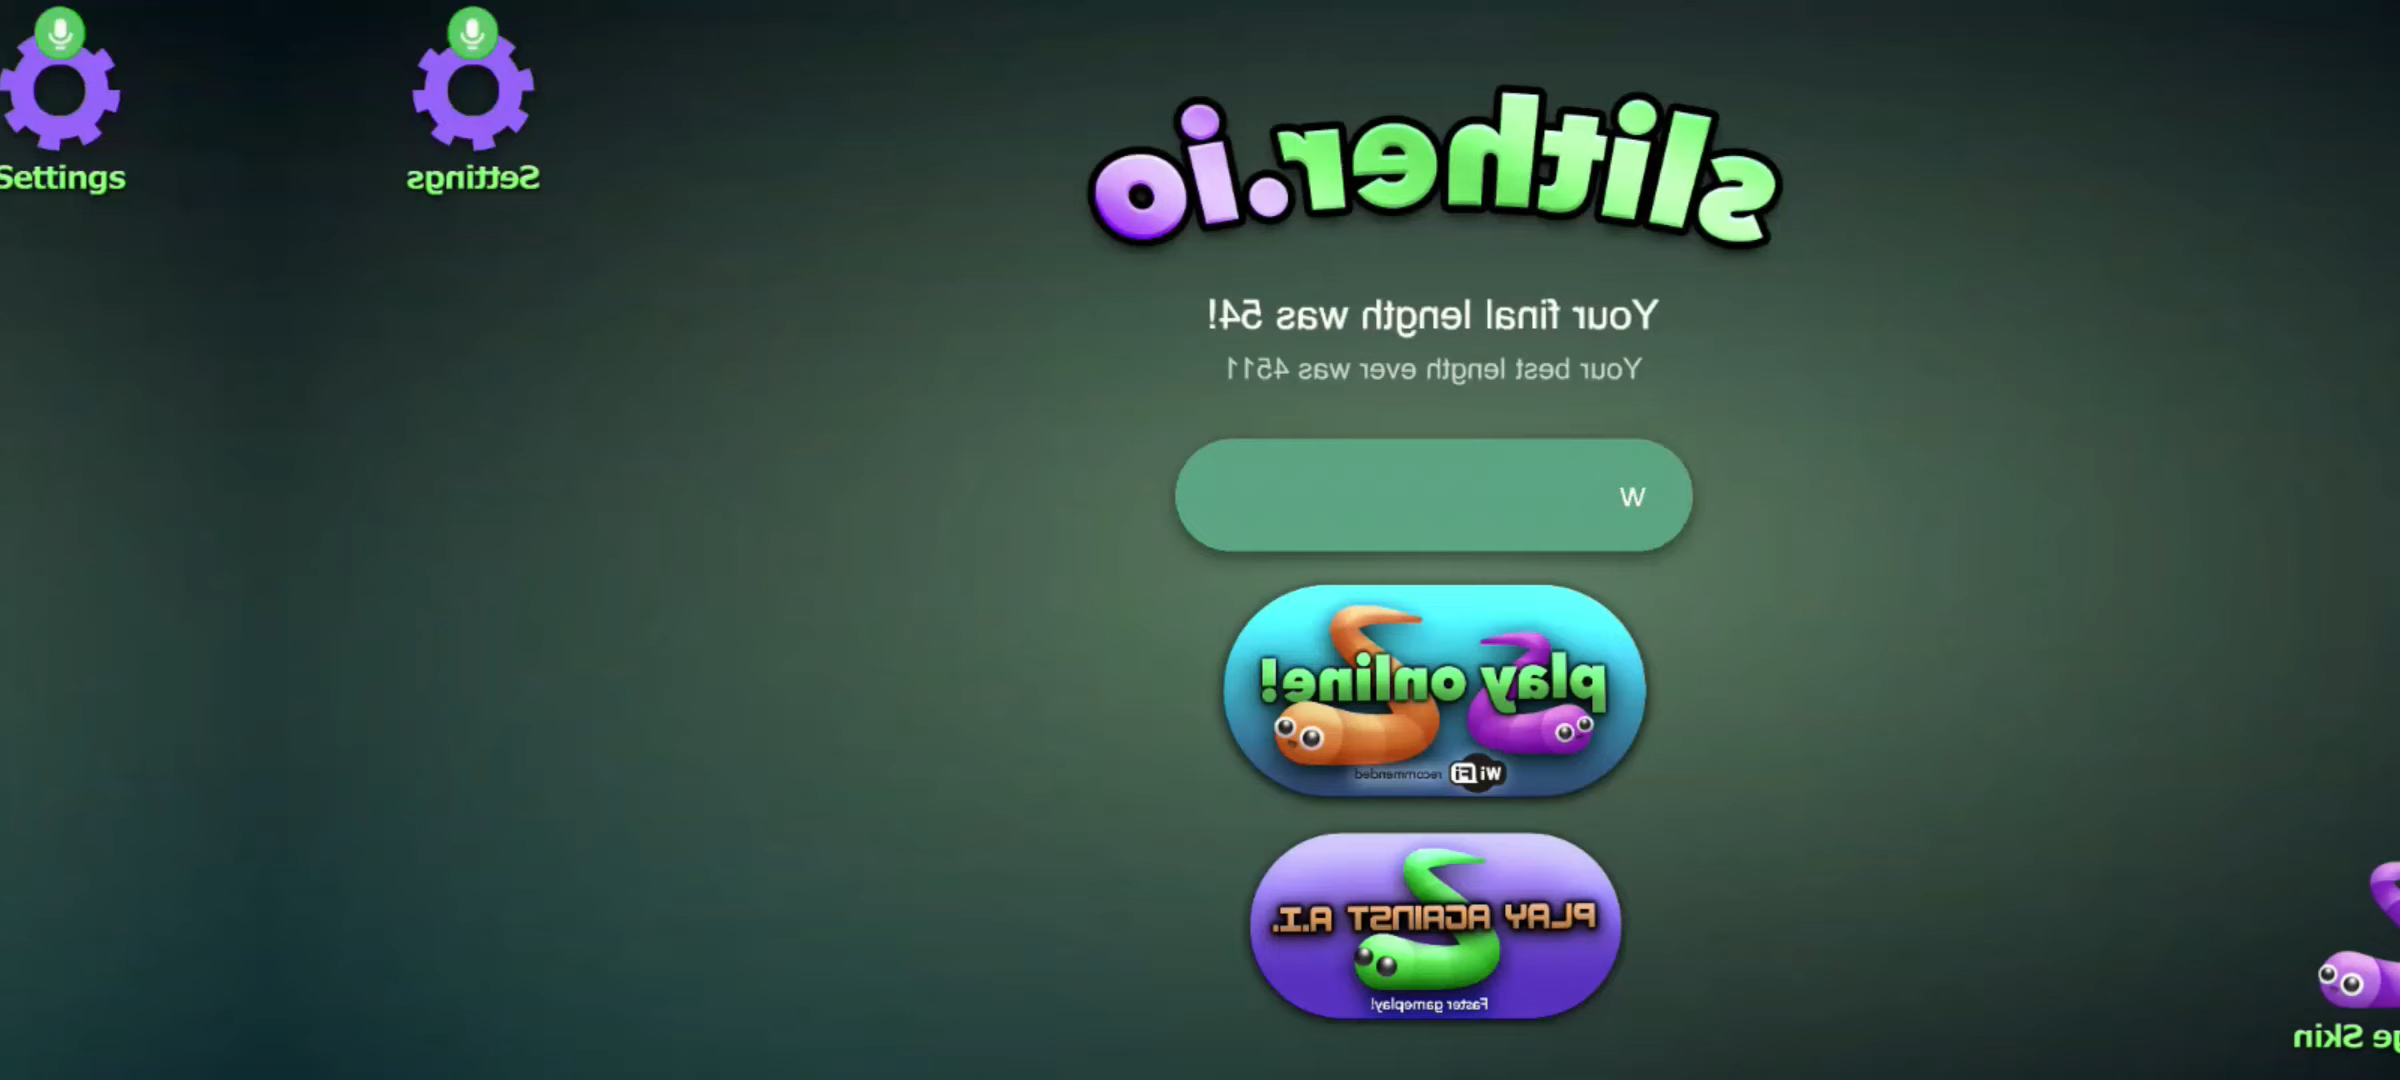 Settings
Settings
slither.io
Your final length was 54!
Your best length ever was 4511
w
play online!
WiFi recommended
PLAY AGAINST A.I.
Faster gameplay!
ge Skin